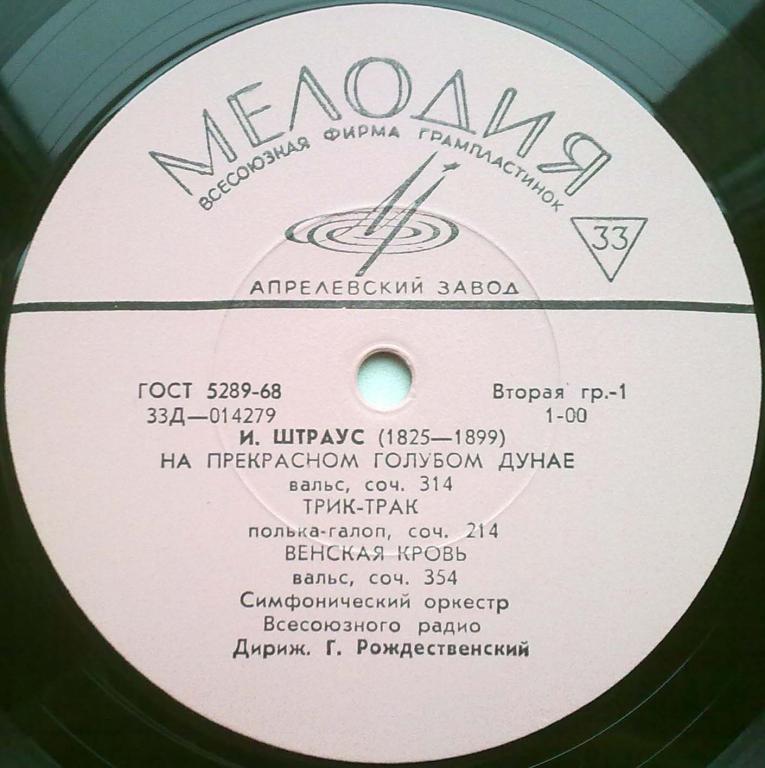 МЕЛОДИЯ
ВСЕСОЮЗНАЯ ФИРМА ГРАМПЛАСТИНОК
33
АПРЕЛЕВСКИЙ ЗАВОД
ГОСТ 5289-68 Вторая гр.-1
33Д—014279 1-00
И. ШТРАУС (1825—1899)
НА ПРЕКРАСНОМ ГОЛУБОМ ДУНАЕ
вальс, соч. 314
ТРИК-ТРАК
полька-галоп, соч. 214
ВЕНСКАЯ КРОВЬ
вальс, соч. 354
Симфонический оркестр
Всесоюзного радио
Дириж. Г. Рождественский